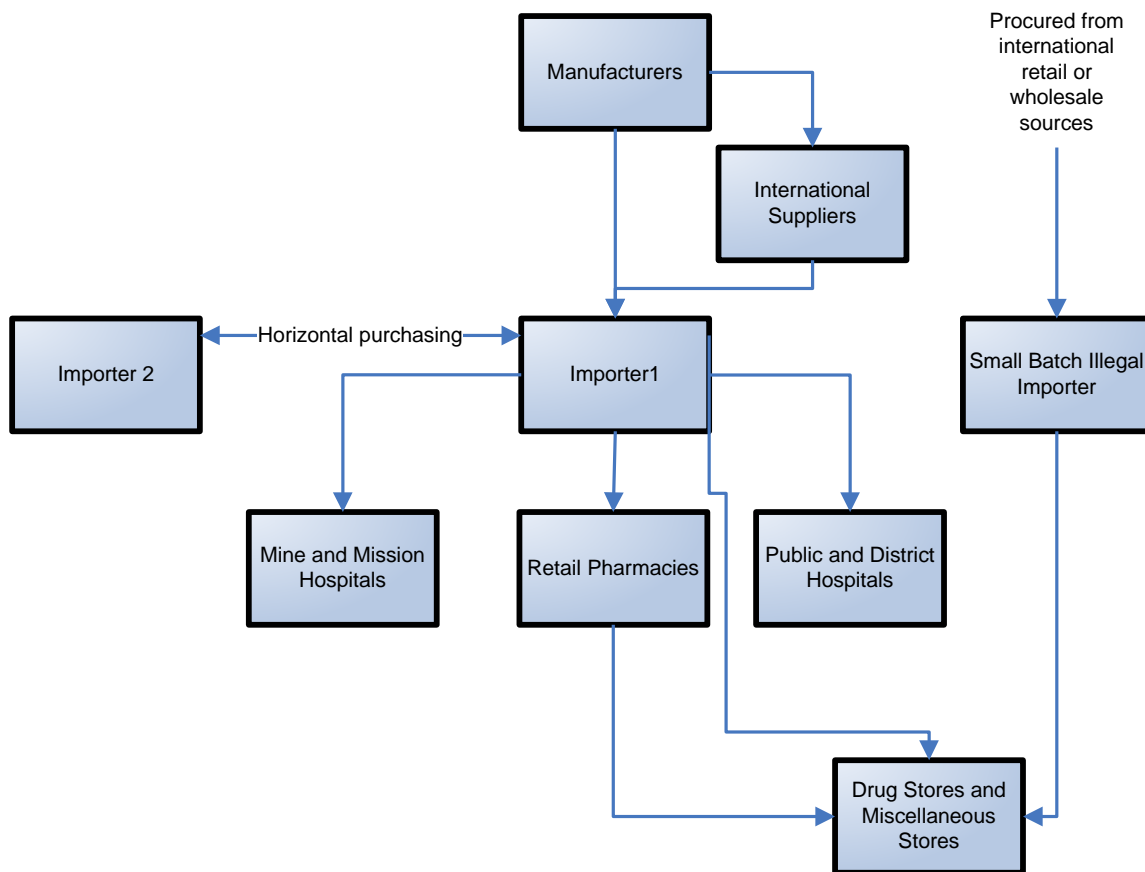 Manufacturers
Procured from
international
retail or
wholesale
sources
International
Suppliers
Importer 2
Horizontal purchasing
Importer1
Small Batch Illegal
Importer
Mine and Mission
Hospitals
Retail Pharmacies
Public and District
Hospitals
Drug Stores and
Miscellaneous
Stores